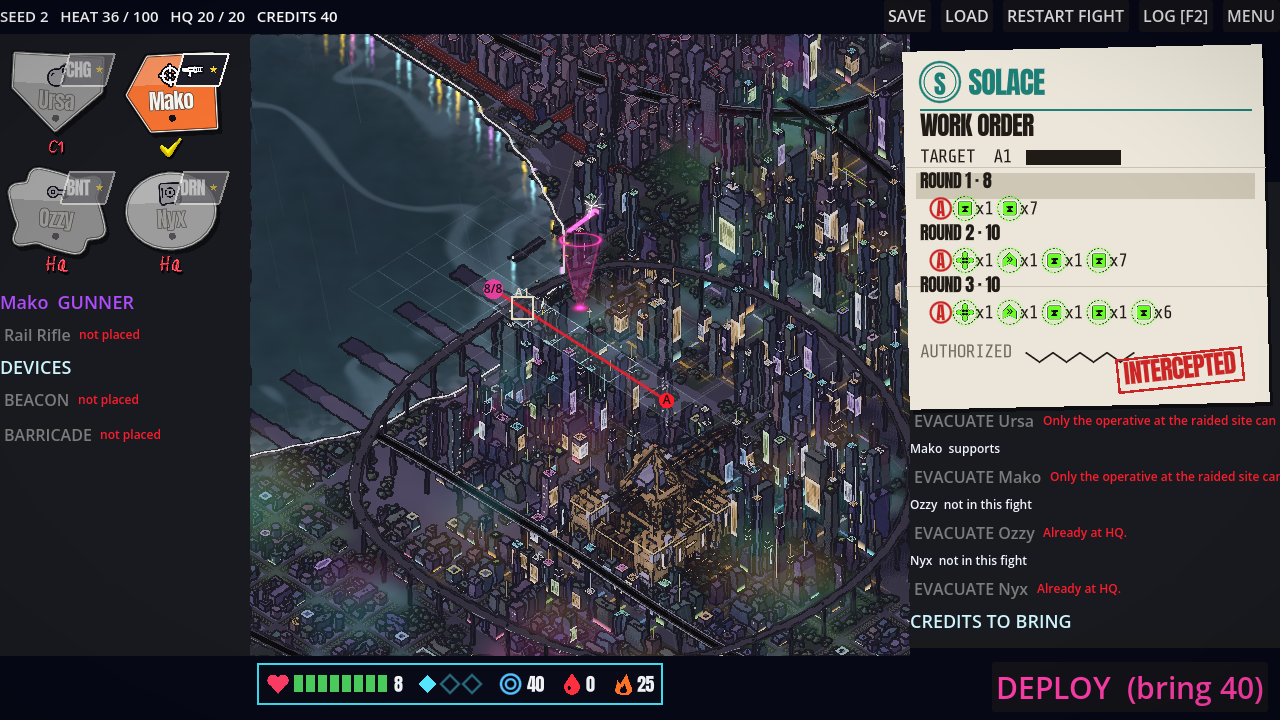 SEED 2 HEAT 36 / 100 HQ 20 / 20 CREDITS 40
SAVE LOAD RESTART FIGHT LOG [F2] MENU
CHG
Ursa
C1
Mako
BNT
Ozzy
HQ
DRN
Nyx
HQ
Mako GUNNER
Rail Rifle not placed
DEVICES
BEACON not placed
BARRICADE not placed
8/8
A1
A
S SOLACE
WORK ORDER
TARGET A1
ROUND 1 · 8
A x1 x7
ROUND 2 · 10
A x1 x1 x1 x7
ROUND 3 · 10
A x1 x1 x1 x1 x6
AUTHORIZED
INTERCEPTED
EVACUATE Ursa Only the operative at the raided site can
Mako supports
EVACUATE Mako Only the operative at the raided site can
Ozzy not in this fight
EVACUATE Ozzy Already at HQ.
Nyx not in this fight
EVACUATE Nyx Already at HQ.
CREDITS TO BRING
8 40 0 25
DEPLOY (bring 40)